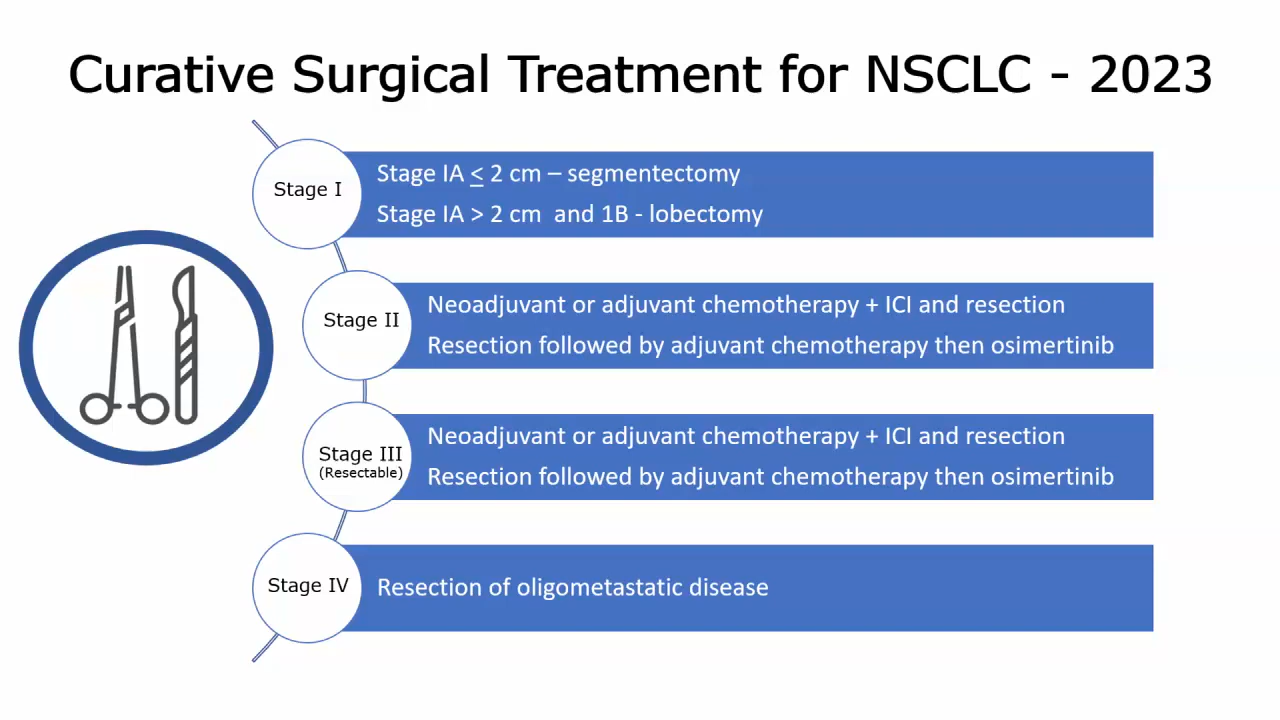 Curative Surgical Treatment for NSCLC - 2023
Stage I
Stage IA ≤ 2 cm – segmentectomy
Stage IA > 2 cm  and 1B - lobectomy
Stage II
Neoadjuvant or adjuvant chemotherapy + ICI and resection
Resection followed by adjuvant chemotherapy then osimertinib
Stage III
(Resectable)
Neoadjuvant or adjuvant chemotherapy + ICI and resection
Resection followed by adjuvant chemotherapy then osimertinib
Stage IV
Resection of oligometastatic disease